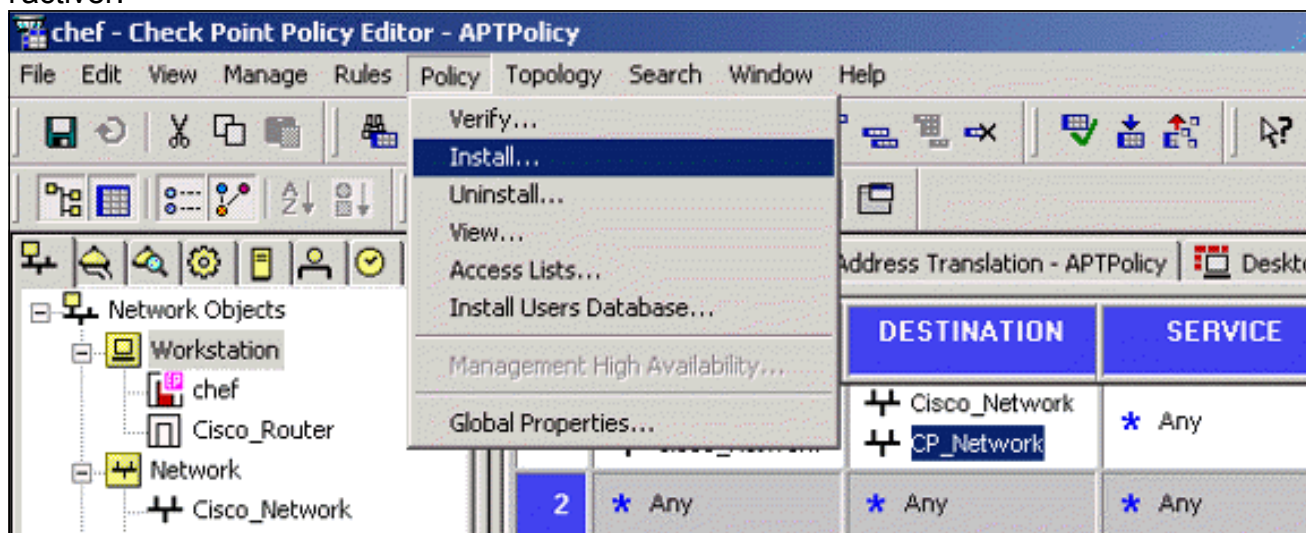 chef - Check Point Policy Editor - APTPolicy
File Edit View Manage Rules Policy Topology Search Window Help
Verify...
Install...
Uninstall...
View...
Access Lists...
Install Users Database...
Management High Availability...
Global Properties...
Address Translation - APTPolicy
Network Objects
Workstation
chef
Cisco_Router
Network
Cisco_Network
DESTINATION SERVICE
Cisco_Network
CP_Network
* Any
2 * Any * Any * Any